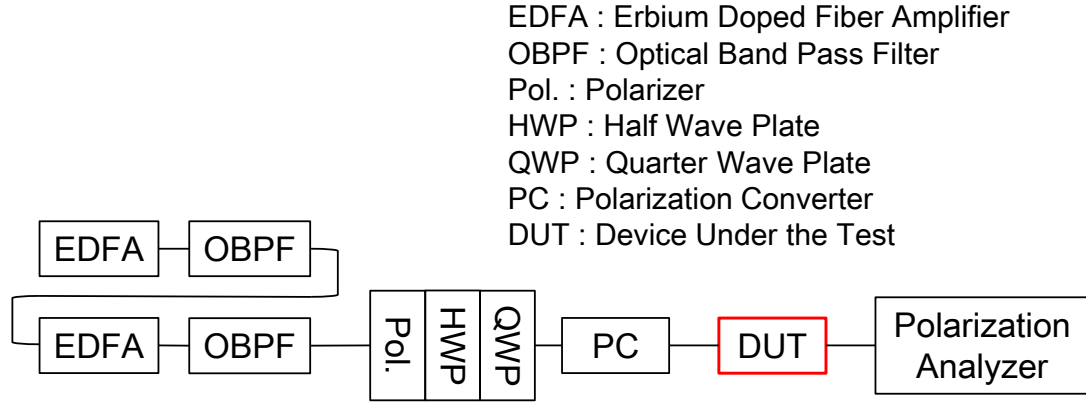 EDFA : Erbium Doped Fiber Amplifier
OBPF : Optical Band Pass Filter
Pol. : Polarizer
HWP : Half Wave Plate
QWP : Quarter Wave Plate
PC : Polarization Converter
DUT : Device Under the Test
EDFA
OBPF
EDFA
OBPF
Pol.
HWP
QWP
PC
DUT
Polarization
Analyzer